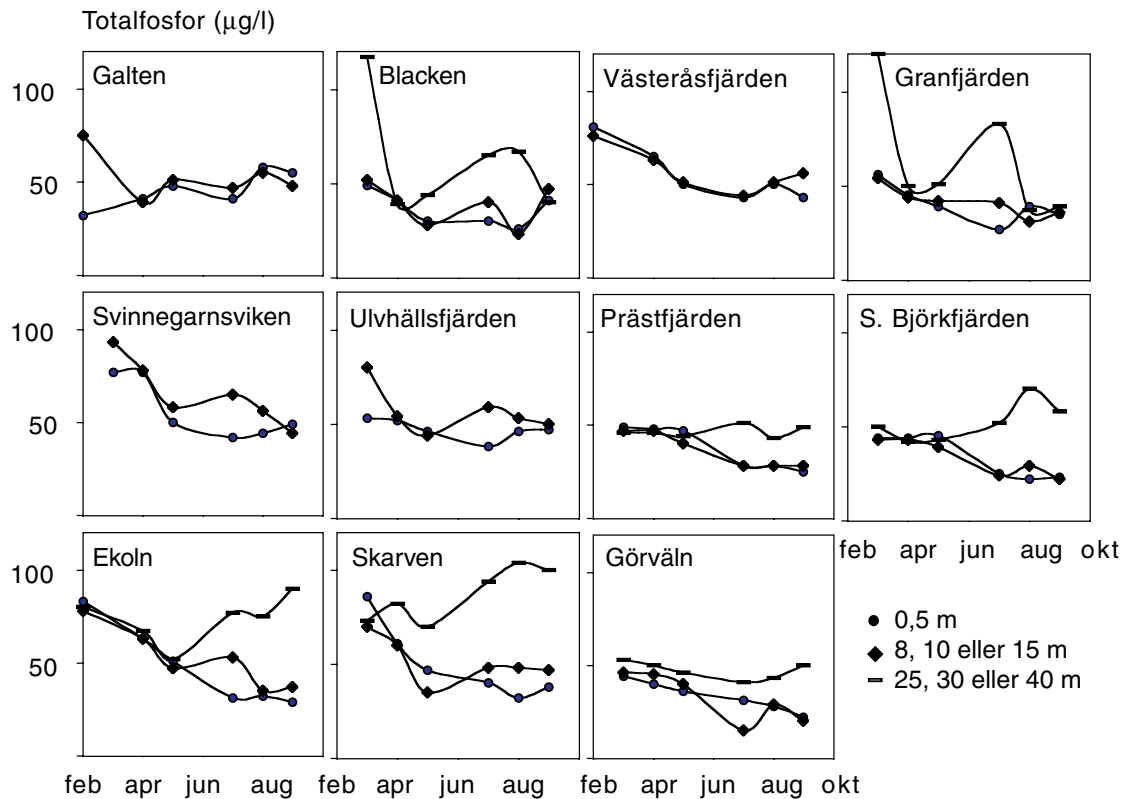 Totalfosfor (µg/l)
Galten
Blacken
Västeråsfjärden
Granfjärden
100
50
Svinnegarnsviken
Ulvhällsfjärden
Prästfjärden
S. Björkfjärden
100
50
feb apr jun aug okt
Ekoln
Skarven
Görväln
100
50
0,5 m
8, 10 eller 15 m
25, 30 eller 40 m
feb apr jun aug feb apr jun aug feb apr jun aug okt